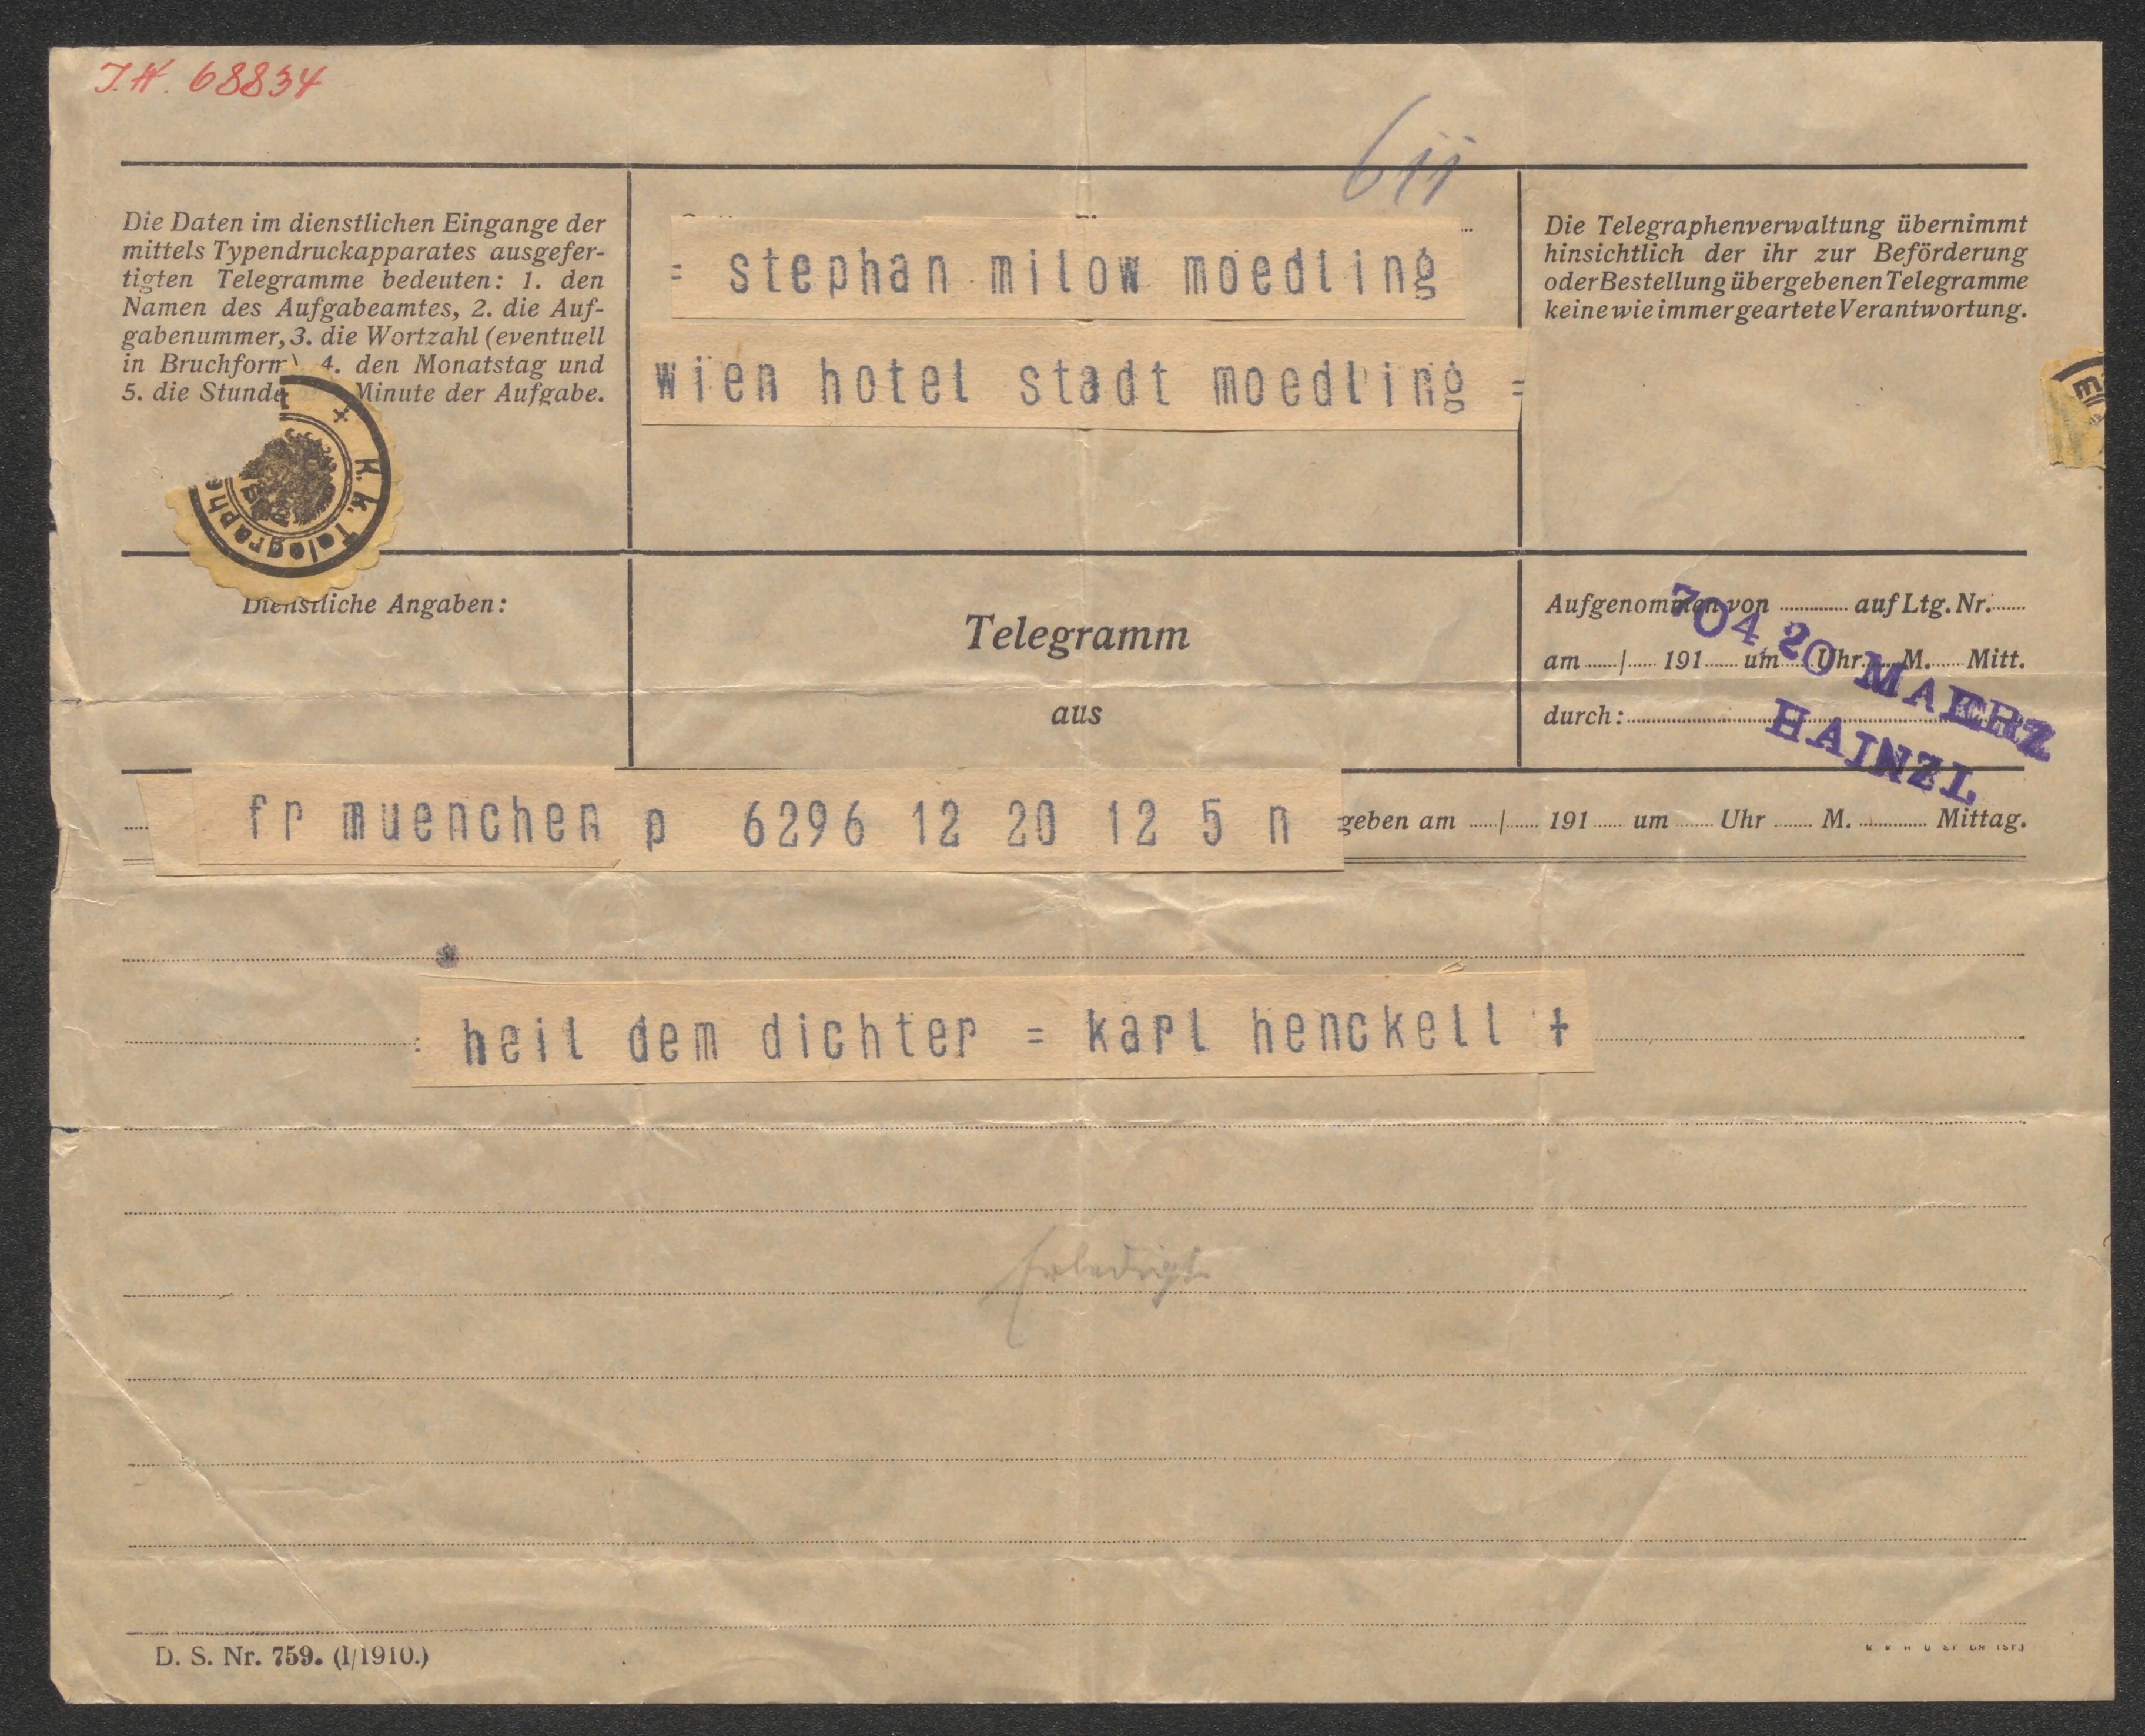 J.N. 68834
Die Daten im dienstlichen Eingange der
mittels Typendruckapparates ausgefer-
tigten Telegramme bedeuten: 1. den
Namen des Aufgabeamtes, 2. die Auf-
gabenummer, 3. die Wortzahl (eventuell
in Bruchform) 4. den Monatstag und
5. die Stunde Minute der Aufgabe.
= stephan milow moedling
wien hotel stadt moedling =
Die Telegraphenverwaltung übernimmt
hinsichtlich der ihr zur Beförderung
oder Bestellung übergebenen Telegramme
keine wie immer geartete Verantwortung.
K. k. Telegraphe
Dienstliche Angaben:
Telegramm
aus
Aufgenommen von auf Ltg. Nr.
am / 191 um Uhr M. Mitt.
durch:
704 20 MAERZ
HAINZL
fr muenchen p 6296 12 20 12 5 n
geben am / 191 um Uhr M. Mittag.
= heil dem dichter = karl henckell +
Erledigt
D. S. Nr. 759. (I/1910.)